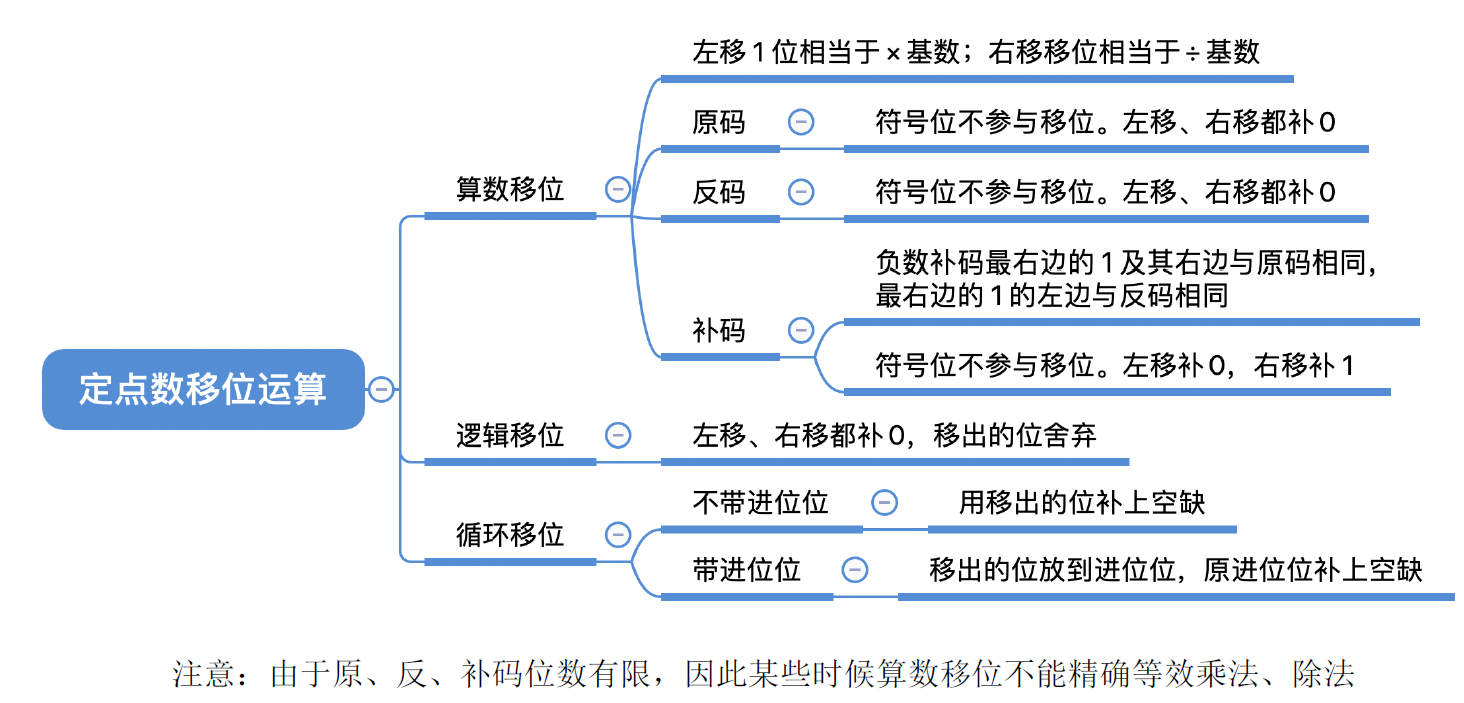 左移1位相当于×基数；右移移位相当于÷基数
原码
符号位不参与移位。左移、右移都补0
算数移位
反码
符号位不参与移位。左移、右移都补0
负数补码最右边的1及其右边与原码相同，
最右边的1的左边与反码相同
补码
符号位不参与移位。左移补0，右移补1
定点数移位运算
逻辑移位
左移、右移都补0，移出的位舍弃
循环移位
不带进位位
用移出的位补上空缺
带进位位
移出的位放到进位位，原进位位补上空缺
注意：由于原、反、补码位数有限，因此某些时候算数移位不能精确等效乘法、除法